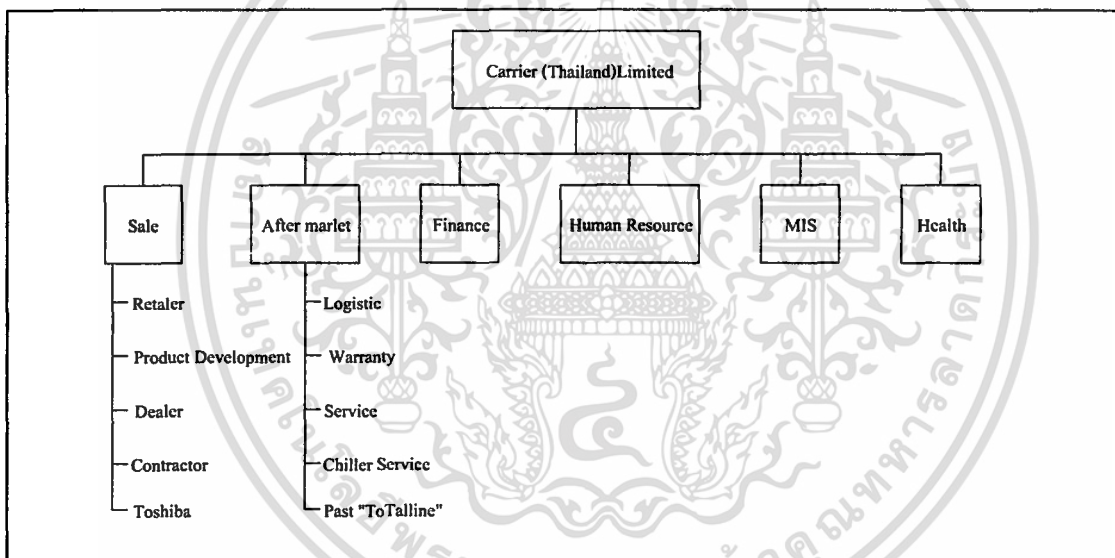 Carrier (Thailand)Limited
Sale
After marlet
Finance
Human Resource
MIS
Health
Retaler
Product Development
Dealer
Contractor
Toshiba
Logistic
Warranty
Service
Chiller Service
Past "ToTalline"